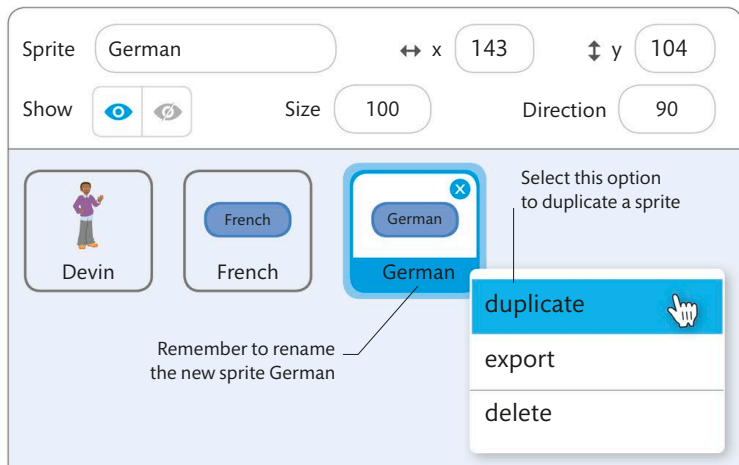 Sprite German x 143 y 104
Show Size 100 Direction 90
Select this option
to duplicate a sprite
French German
Devin French German
duplicate
Remember to rename
the new sprite German
export
delete